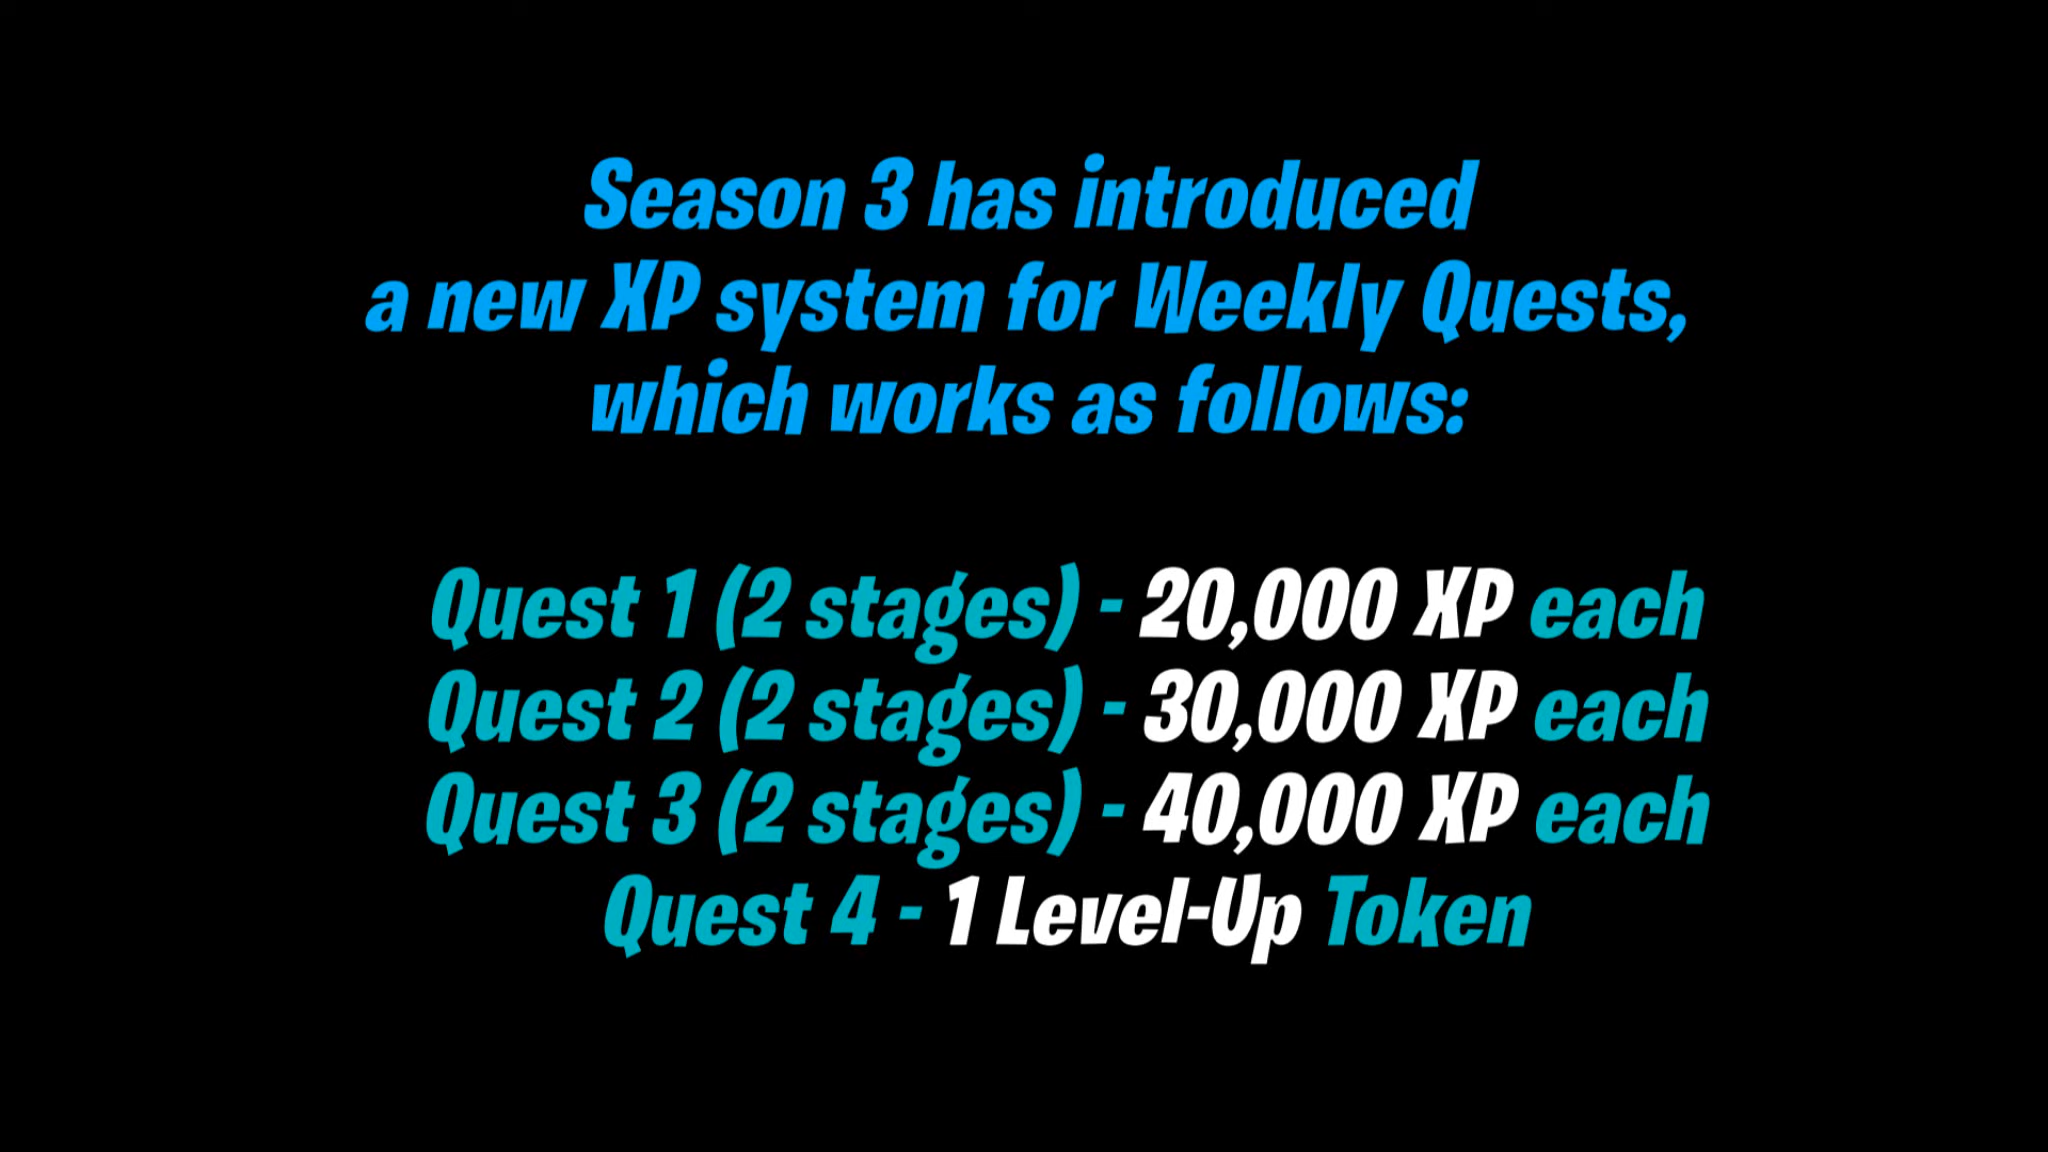 Season 3 has introduced
a new XP system for Weekly Quests,
which works as follows:
Quest 1 (2 stages) - 20,000 XP each
Quest 2 (2 stages) - 30,000 XP each
Quest 3 (2 stages) - 40,000 XP each
Quest 4 - 1 Level-Up Token